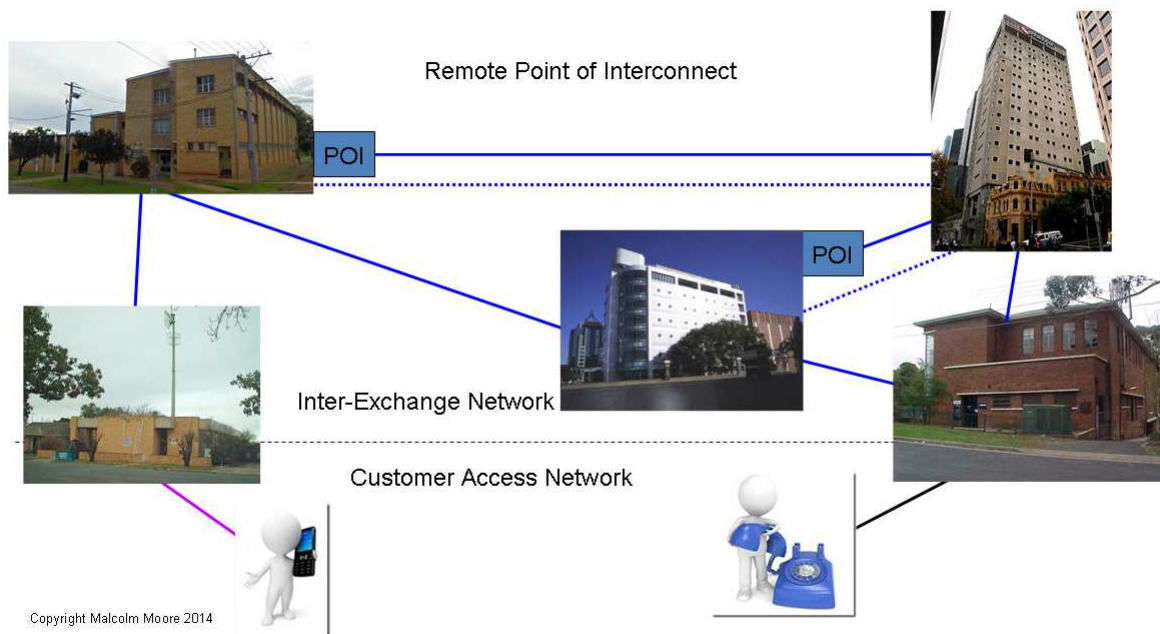 Remote Point of Interconnect
POI
POI
Inter-Exchange Network
Customer Access Network
Copyright Malcolm Moore 2014